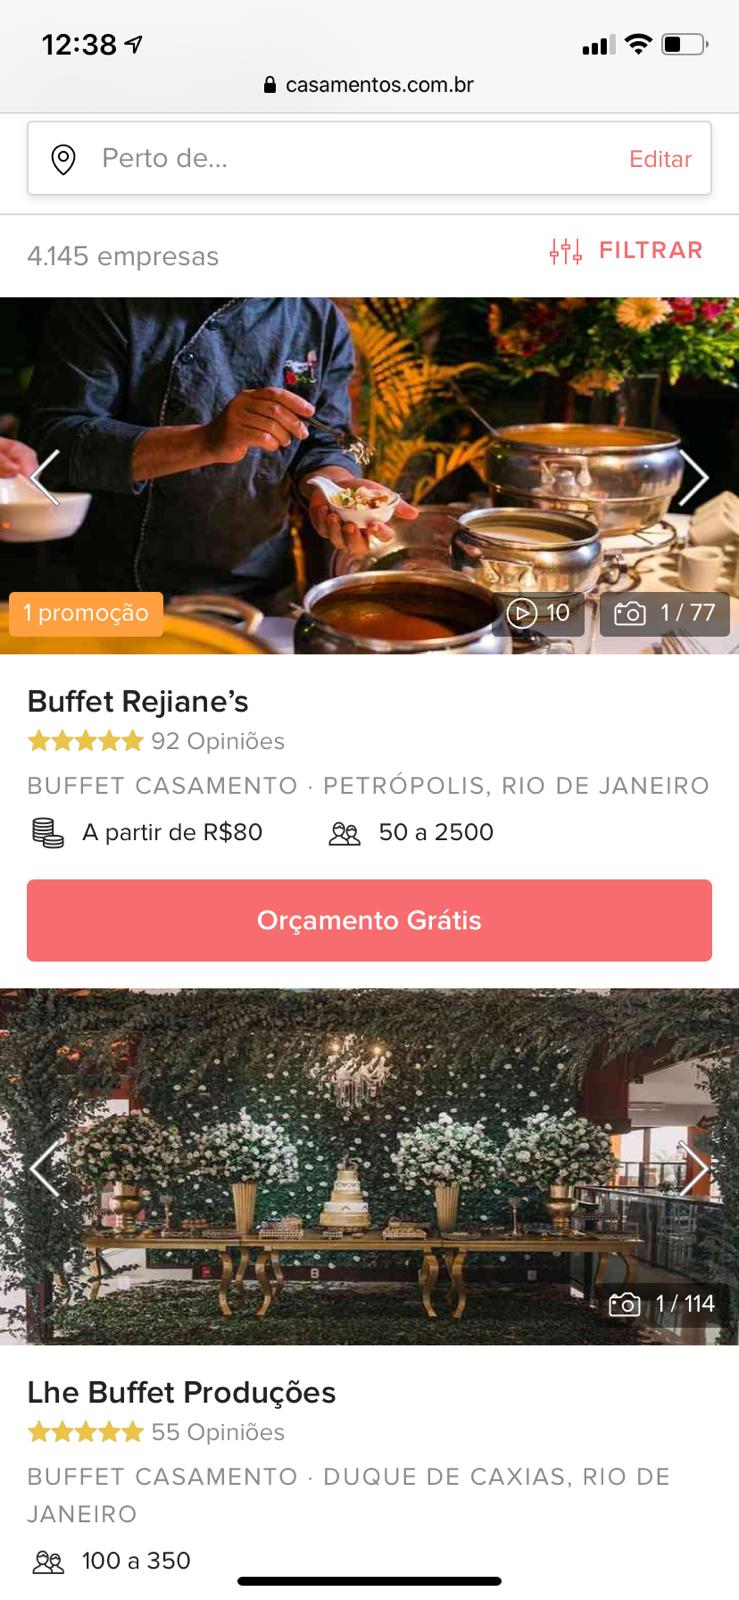 12:38
casamentos.com.br
Perto de...
Editar
4.145 empresas
FILTRAR
1 promoção
10
1 / 77
Buffet Rejiane’s
92 Opiniões
BUFFET CASAMENTO · PETRÓPOLIS, RIO DE JANEIRO
A partir de R$80
50 a 2500
Orçamento Grátis
1 / 114
Lhe Buffet Produções
55 Opiniões
BUFFET CASAMENTO · DUQUE DE CAXIAS, RIO DE
JANEIRO
100 a 350